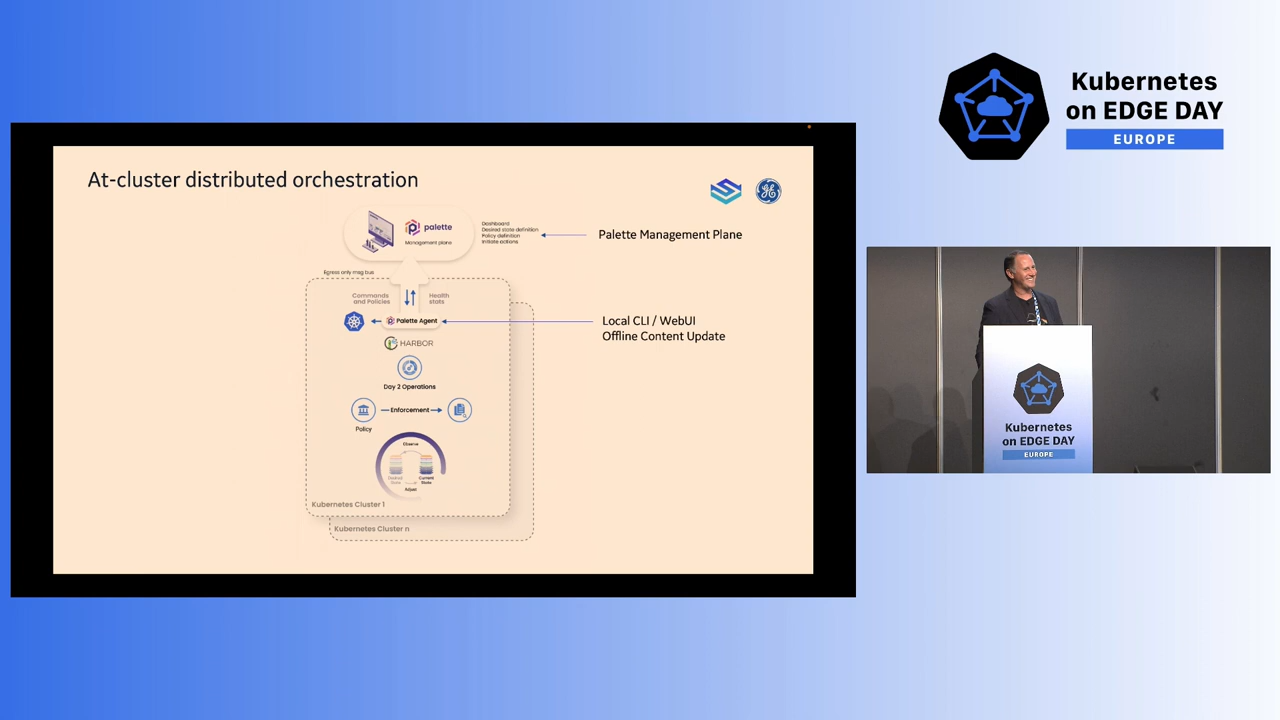 Kubernetes
on EDGE DAY
EUROPE
At-cluster distributed orchestration
palette
Management plane
Dashboard
Desired state definition
Policy definition
Initiate actions
Palette Management Plane
Egress only msg bus
Commands
and Policies
Health
stats
Palette Agent
Local CLI / WebUI
Offline Content Update
HARBOR
Day 2 Operations
Enforcement
Policy
Observe
Desired
State
Current
State
Adjust
Kubernetes Cluster 1
Kubernetes Cluster n
Kubernetes
on EDGE DAY
EUROPE